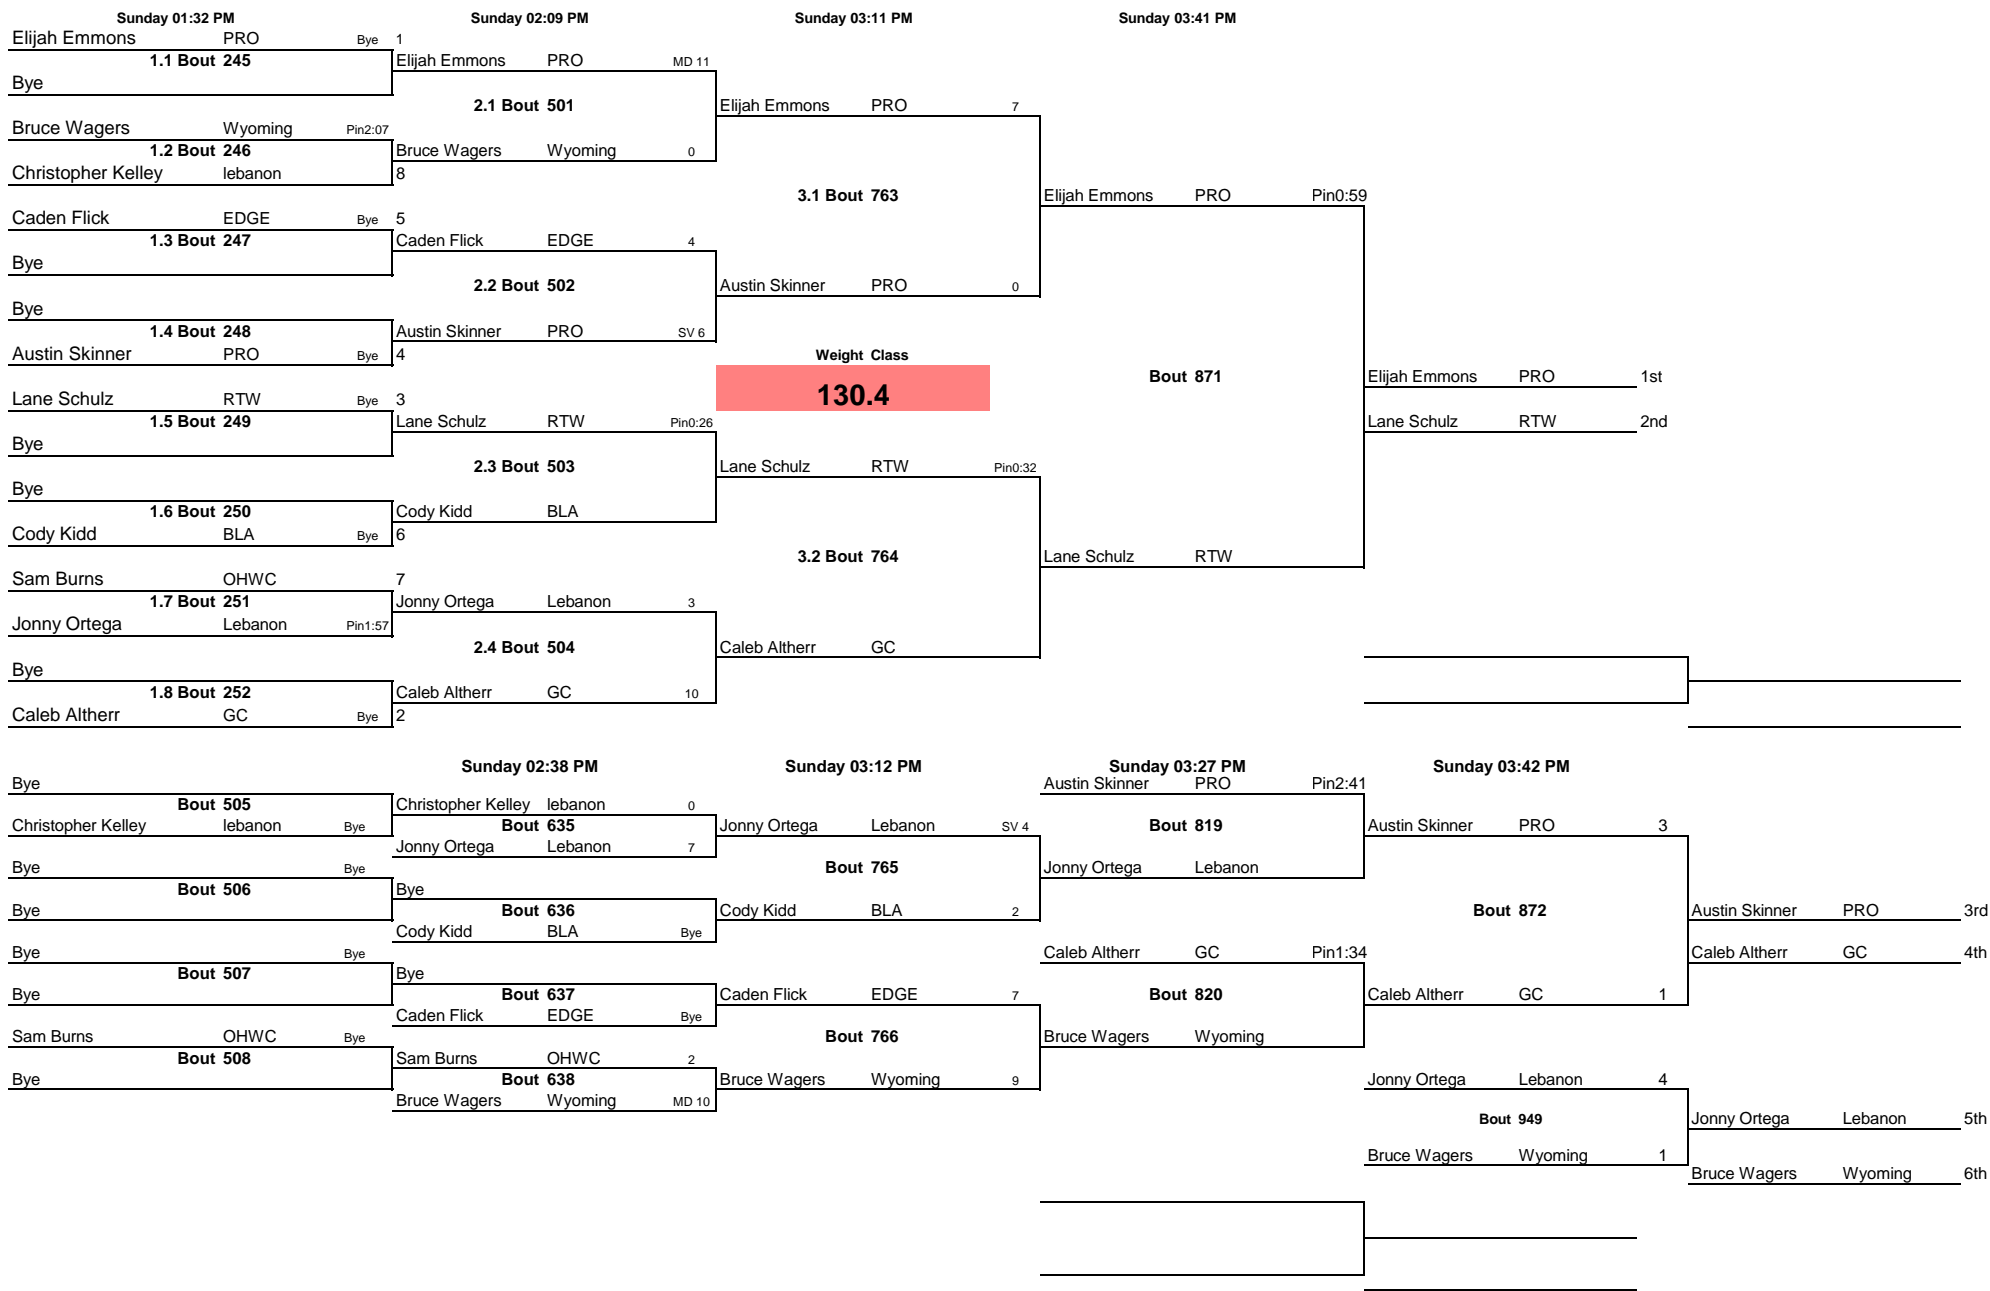 Sunday 01:32 PM Sunday 02:09 PM Sunday 03:11 PM Sunday 03:41 PM
Elijah Emmons PRO Bye 1
1.1 Bout 245 Elijah Emmons PRO MD 11
Bye
2.1 Bout 501 Elijah Emmons PRO 7
Bruce Wagers Wyoming Pin2:07
1.2 Bout 246 Bruce Wagers Wyoming 0
Christopher Kelley lebanon 8
3.1 Bout 763 Elijah Emmons PRO Pin0:59
Caden Flick EDGE Bye 5
1.3 Bout 247 Caden Flick EDGE 4
Bye
2.2 Bout 502 Austin Skinner PRO 0
Bye
1.4 Bout 248 Austin Skinner PRO SV 6
Austin Skinner PRO Bye 4 Weight Class
Bout 871 Elijah Emmons PRO 1st
Lane Schulz RTW Bye 3 130.4
1.5 Bout 249 Lane Schulz RTW Pin0:26 Lane Schulz RTW 2nd
Bye
2.3 Bout 503 Lane Schulz RTW Pin0:32
Bye
1.6 Bout 250 Cody Kidd BLA
Cody Kidd BLA Bye 6
3.2 Bout 764 Lane Schulz RTW
Sam Burns OHWC 7
1.7 Bout 251 Jonny Ortega Lebanon 3
Jonny Ortega Lebanon Pin1:57
2.4 Bout 504 Caleb Altherr GC
Bye
1.8 Bout 252 Caleb Altherr GC 10
Caleb Altherr GC Bye 2
Sunday 02:38 PM Sunday 03:12 PM Sunday 03:27 PM Sunday 03:42 PM
Bye Austin Skinner PRO Pin2:41
Bout 505 Christopher Kelley lebanon 0
Christopher Kelley lebanon Bye Bout 635 Jonny Ortega Lebanon SV 4 Bout 819 Austin Skinner PRO 3
Jonny Ortega Lebanon 7
Bye Bye Bout 765 Jonny Ortega Lebanon
Bout 506 Bye
Bye Bout 636 Cody Kidd BLA 2 Bout 872 Austin Skinner PRO 3rd
Cody Kidd BLA Bye
Bye Bye Caleb Altherr GC Pin1:34 Caleb Altherr GC 4th
Bout 507 Bye
Bye Bout 637 Caden Flick EDGE 7 Bout 820 Caleb Altherr GC 1
Caden Flick EDGE Bye
Sam Burns OHWC Bye Bout 766 Bruce Wagers Wyoming
Bout 508 Sam Burns OHWC 2
Bye Bout 638 Bruce Wagers Wyoming 9 Jonny Ortega Lebanon 4
Bruce Wagers Wyoming MD 10
Bout 949 Jonny Ortega Lebanon 5th
Bruce Wagers Wyoming 1
Bruce Wagers Wyoming 6th